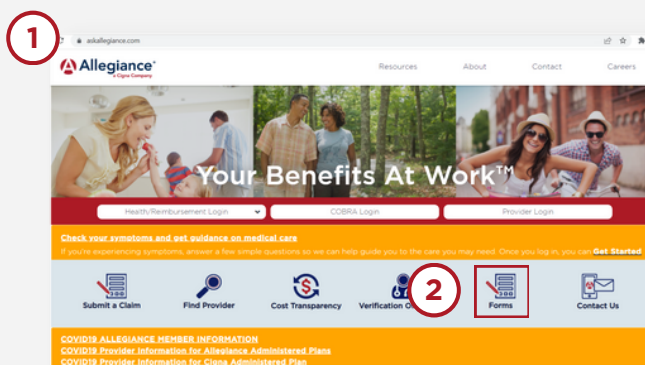 1
askallegiance.com
Allegiance
a Cigna Company
Resources About Contact Careers
Your Benefits At Work™
Health/Reimbursement Login COBRA Login Provider Login
Check your symptoms and get guidance on medical care
If you're experiencing symptoms, answer a few simple questions so we can help guide you to the care you may need. Once you log in, you can Get Started
2
Submit a Claim Find Provider Cost Transparency Verification Forms Contact Us
COVID19 ALLEGIANCE MEMBER INFORMATION
COVID19 Provider Information for Allegiance Administered Plans
COVID19 Provider Information for Cigna Administered Plan